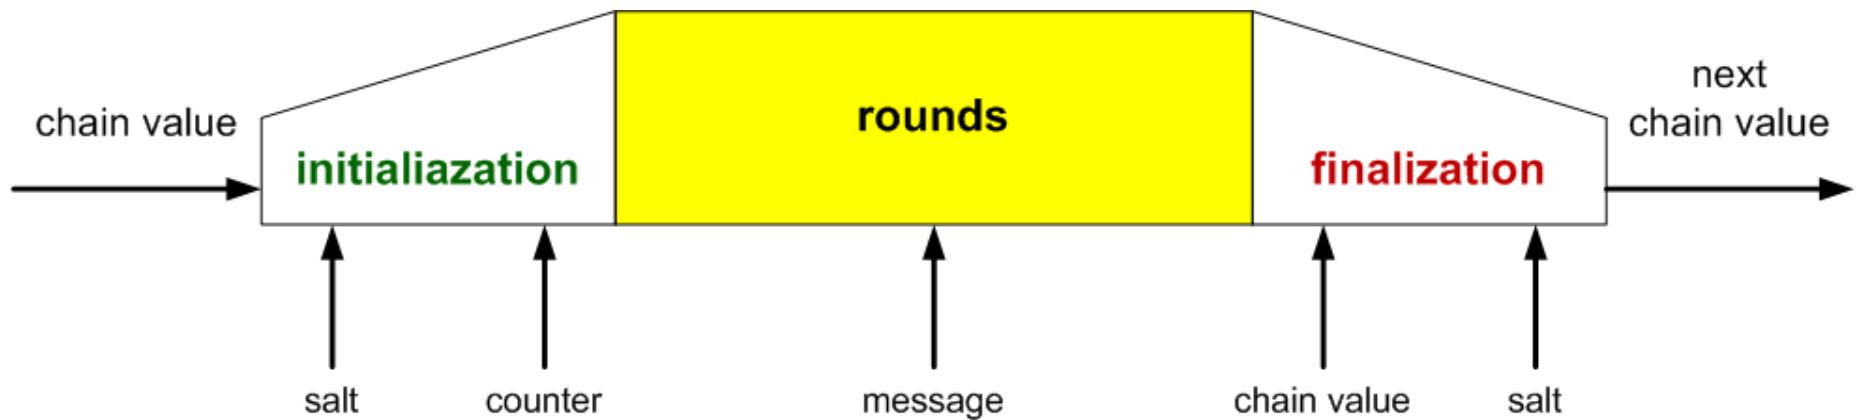 chain value
initialiazation
rounds
finalization
next
chain value
salt
counter
message
chain value
salt